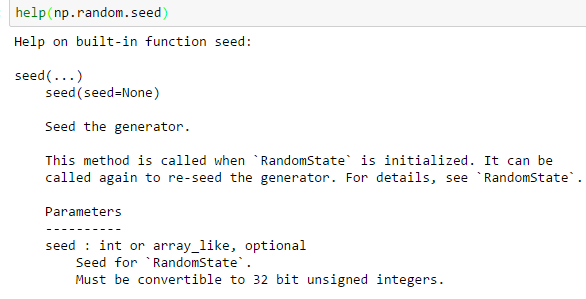 help(np.random.seed)
Help on built-in function seed:
seed(...)
seed(seed=None)
Seed the generator.
This method is called when `RandomState` is initialized. It can be
called again to re-seed the generator. For details, see `RandomState`.
Parameters
----------
seed : int or array_like, optional
Seed for `RandomState`.
Must be convertible to 32 bit unsigned integers.